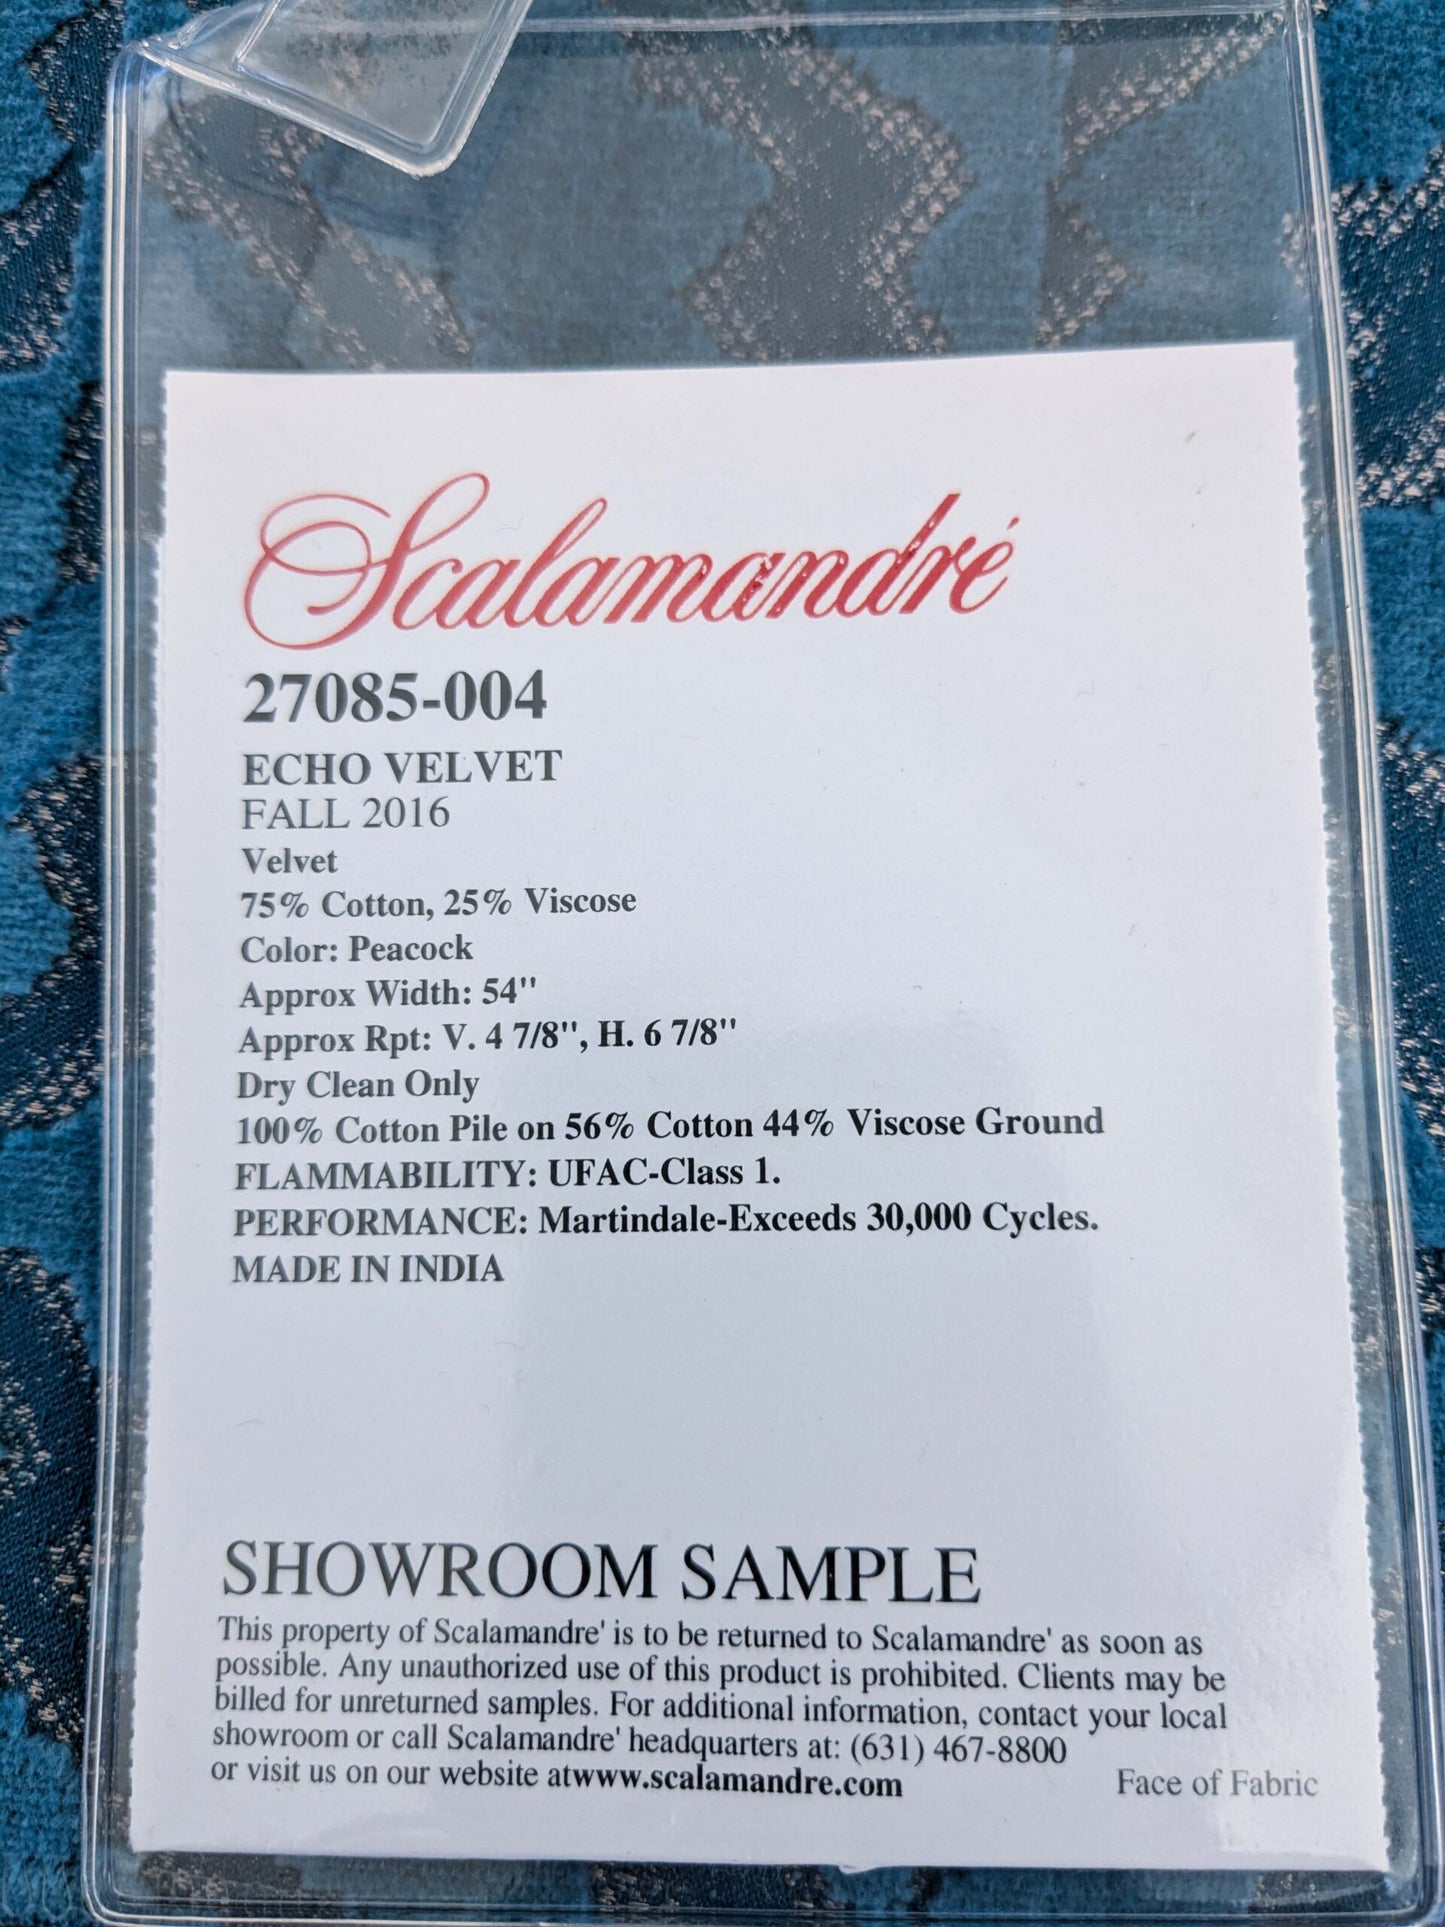 Scalamandré
27085-004
ECHO VELVET
FALL 2016
Velvet
75% Cotton, 25% Viscose
Color: Peacock
Approx Width: 54"
Approx Rpt: V. 4 7/8", H. 6 7/8"
Dry Clean Only
100% Cotton Pile on 56% Cotton 44% Viscose Ground
FLAMMABILITY: UFAC-Class 1.
PERFORMANCE: Martindale-Exceeds 30,000 Cycles.
MADE IN INDIA
SHOWROOM SAMPLE
This property of Scalamandre' is to be returned to Scalamandre' as soon as
possible. Any unauthorized use of this product is prohibited. Clients may be
billed for unreturned samples. For additional information, contact your local
showroom or call Scalamandre' headquarters at: (631) 467-8800
or visit us on our website atwww.scalamandre.com
Face of Fabric